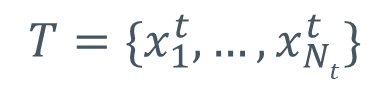 T = {x_1^t, ..., x_{N_t}^t}